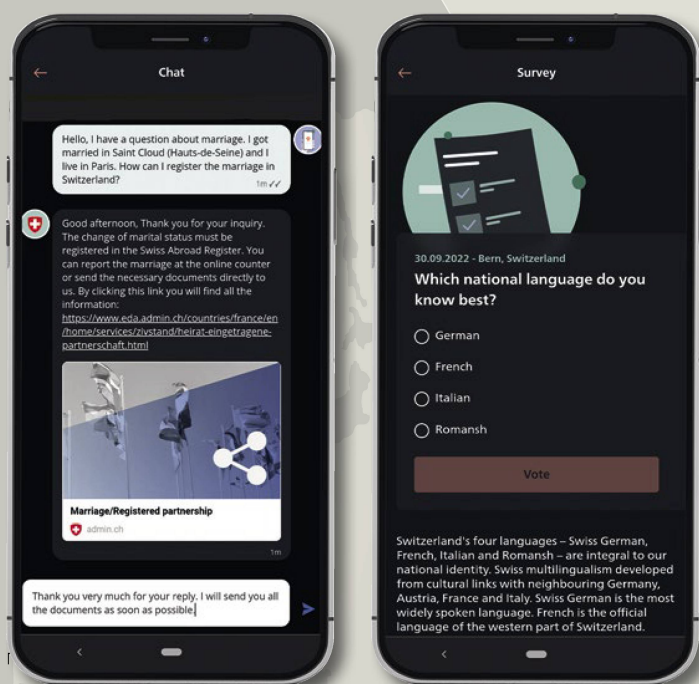 Chat
Hello, I have a question about marriage. I got
married in Saint Cloud (Hauts-de-Seine) and I
live in Paris. How can I register the marriage in
Switzerland?
1m ✓✓
Good afternoon, Thank you for your inquiry.
The change of marital status must be
registered in the Swiss Abroad Register. You
can report the marriage at the online counter
or send the necessary documents directly to
us. By clicking this link you will find all the
information:
https://www.eda.admin.ch/countries/france/en
/home/services/zivstand/heirat-eingetragene-
partnerschaft.html
Marriage/Registered partnership
admin.ch
1m
Thank you very much for your reply. I will send you all
the documents as soon as possible.
Survey
30.09.2022 - Bern, Switzerland
Which national language do you
know best?
German
French
Italian
Romansh
Vote
Switzerland's four languages – Swiss German,
French, Italian and Romansh – are integral to our
national identity. Swiss multilingualism developed
from cultural links with neighbouring Germany,
Austria, France and Italy. Swiss German is the most
widely spoken language. French is the official
language of the western part of Switzerland.